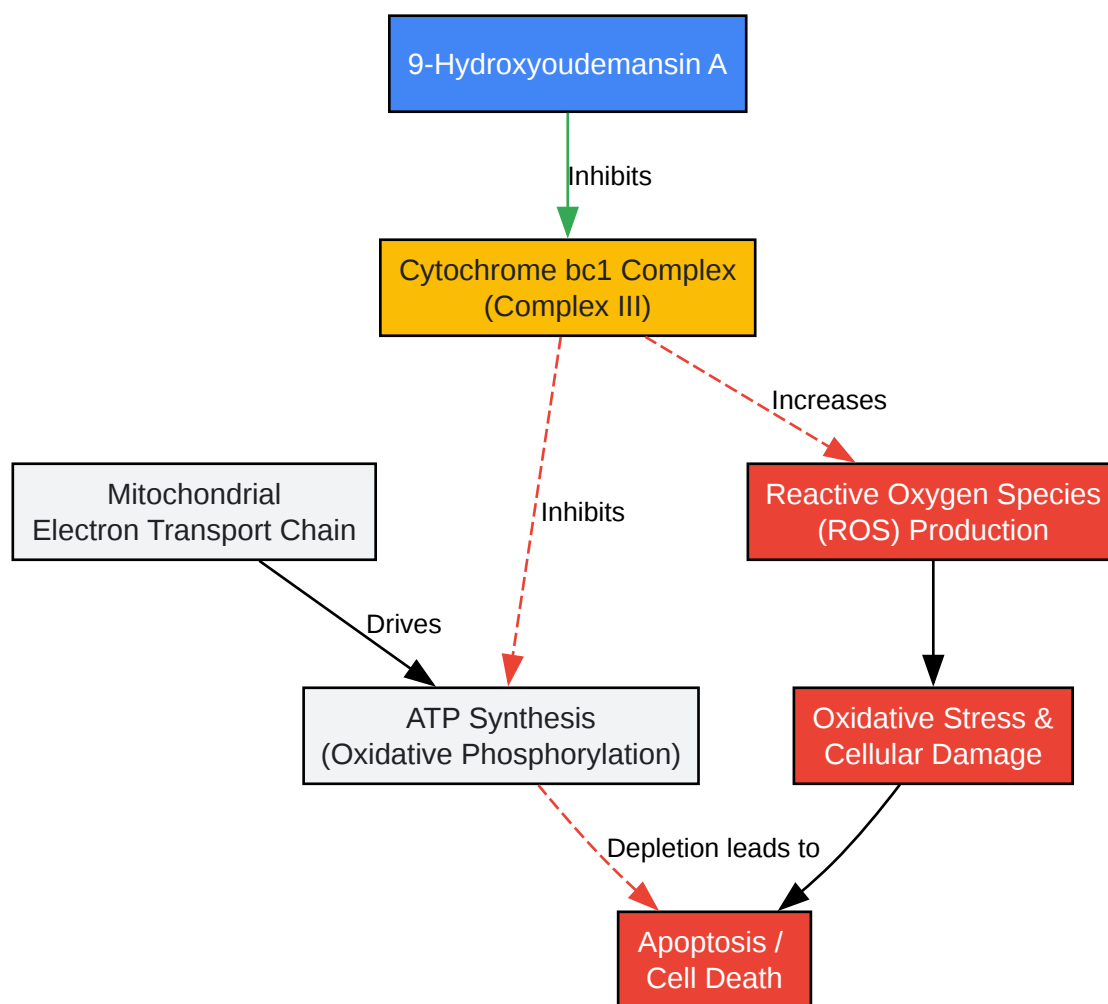 9-Hydroxyoudemansin A
Inhibits
Cytochrome bc1 Complex
(Complex III)
Increases
Mitochondrial
Electron Transport Chain
Inhibits
Reactive Oxygen Species
(ROS) Production
Drives
ATP Synthesis
(Oxidative Phosphorylation)
Oxidative Stress &
Cellular Damage
Depletion leads to
Apoptosis /
Cell Death